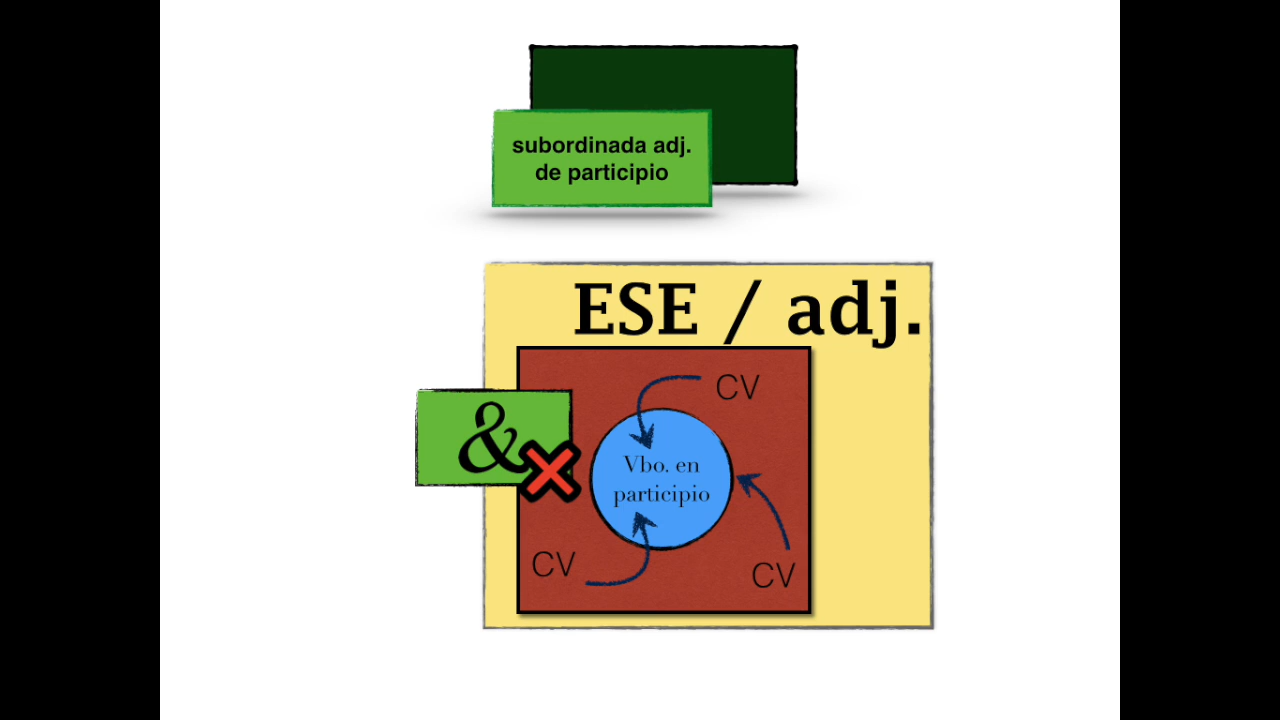 subordinada adj.
de participio
ESE / adj.
CV
&
Vbo. en
participio
CV
CV